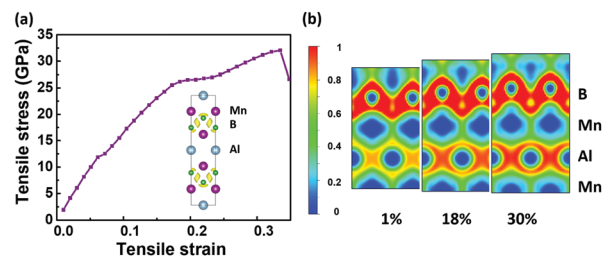 (a)
Tensile stress (GPa)
35
30
25
20
15
10
5
0
0.0
0.1
0.2
0.3
Tensile strain
Mn
B
Al
(b)
1
0.8
0.6
0.4
0.2
0
B
Mn
Al
Mn
1%
18%
30%